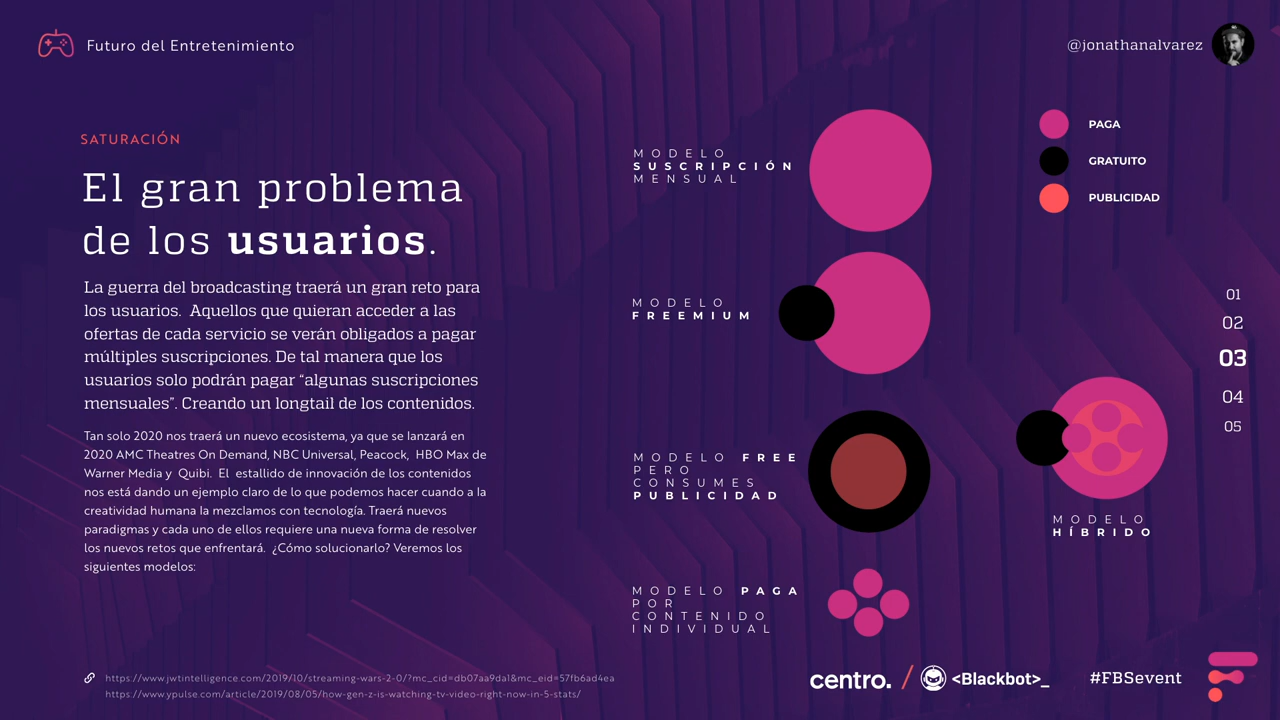 Futuro del Entretenimiento
@jonathanalvarez
SATURACIÓN
El gran problema
de los usuarios.
La guerra del broadcasting traerá un gran reto para
los usuarios.  Aquellos que quieran acceder a las
ofertas de cada servicio se verán obligados a pagar
múltiples suscripciones. De tal manera que los
usuarios solo podrán pagar “algunas suscripciones
mensuales”. Creando un longtail de los contenidos.
Tan solo 2020 nos traerá un nuevo ecosistema, ya que se lanzará en
2020 AMC Theatres On Demand, NBC Universal, Peacock,  HBO Max de
Warner Media y  Quibi.  El  estallido de innovación de los contenidos
nos está dando un ejemplo claro de lo que podemos hacer cuando a la
creatividad humana la mezclamos con tecnología. Traerá nuevos
paradigmas y cada uno de ellos requiere una nueva forma de resolver
los nuevos retos que enfrentará.  ¿Cómo solucionarlo? Veremos los
siguientes modelos:
MODELO
SUSCRIPCIÓN
MENSUAL
MODELO
FREEMIUM
MODELO FREE
PERO
CONSUMES
PUBLICIDAD
MODELO PAGA
POR
CONTENIDO
INDIVIDUAL
PAGA
GRATUITO
PUBLICIDAD
MODELO
HÍBRIDO
01
02
03
04
05
https://www.jwtintelligence.com/2019/10/streaming-wars-2-0/?mc_cid=db07aa9da1&mc_eid=57fb6ad4ea
https://www.ypulse.com/article/2019/08/05/how-gen-z-is-watching-tv-video-right-now-in-5-stats/
centro. / <Blackbot>_
#FBSevent